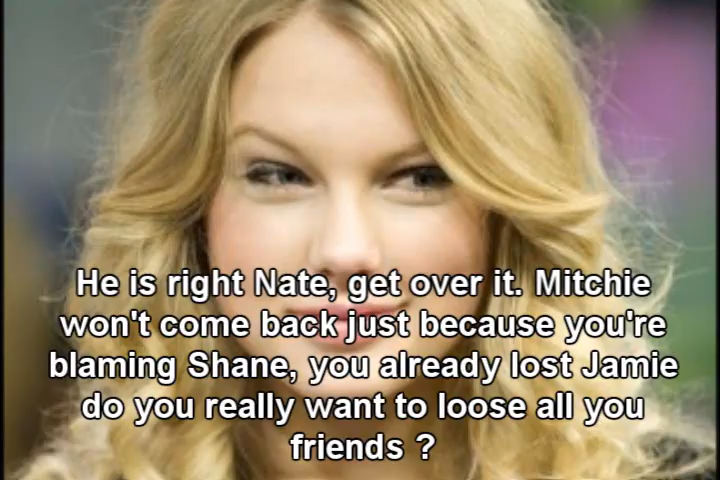 He is right Nate, get over it. Mitchie
won't come back just because you're
blaming Shane, you already lost Jamie
do you really want to loose all you
friends ?